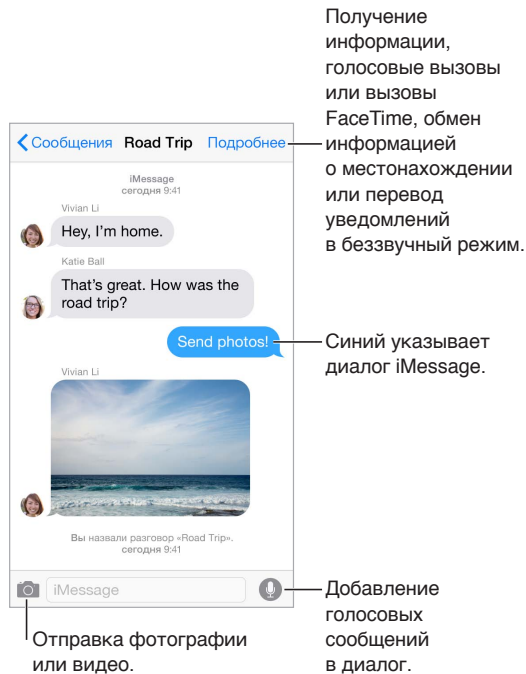 Получение
информации,
голосовые вызовы
или вызовы
FaceTime, обмен
информацией
о местонахождении
или перевод
уведомлений
в беззвучный режим.
Сообщения Road Trip Подробнее
iMessage
сегодня 9:41
Vivian Li
Hey, I’m home.
Katie Ball
That’s great. How was the
road trip?
Send photos!
Синий указывает
диалог iMessage.
Vivian Li
Вы назвали разговор «Road Trip».
сегодня 9:41
iMessage
Добавление
голосовых
сообщений
в диалог.
Отправка фотографии
или видео.